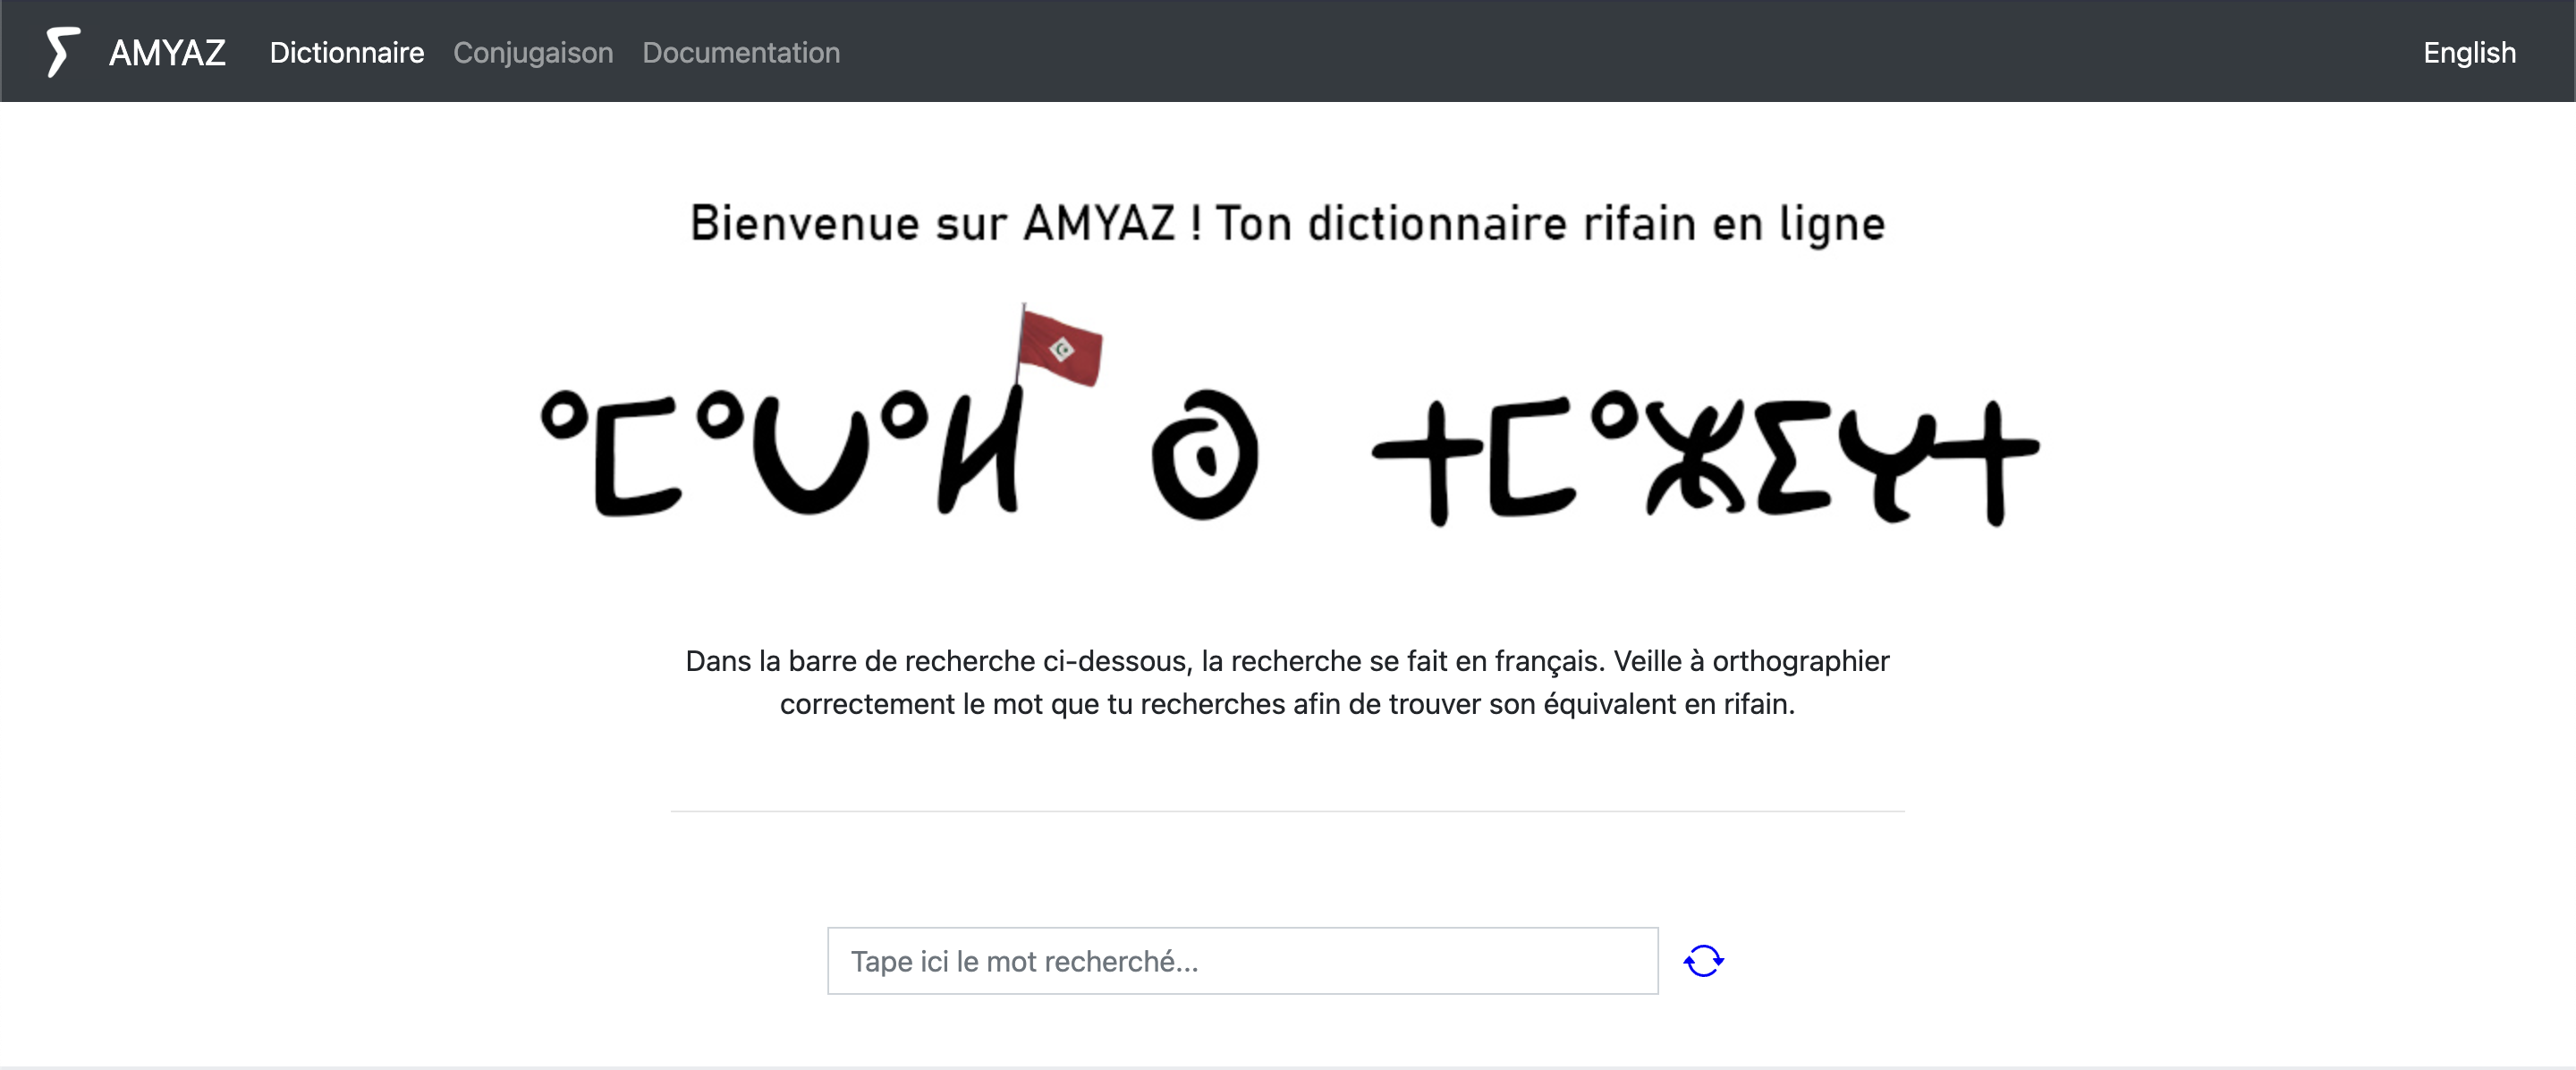 AMYAZ Dictionnaire Conjugaison Documentation English
Bienvenue sur AMYAZ ! Ton dictionnaire rifain en ligne
ⴰⵎⴰⵡⴰⵍ ⵙ ⵜⵎⴰⵣⵉⵖⵜ
Dans la barre de recherche ci-dessous, la recherche se fait en français. Veille à orthographier
correctement le mot que tu recherches afin de trouver son équivalent en rifain.
Tape ici le mot recherché...